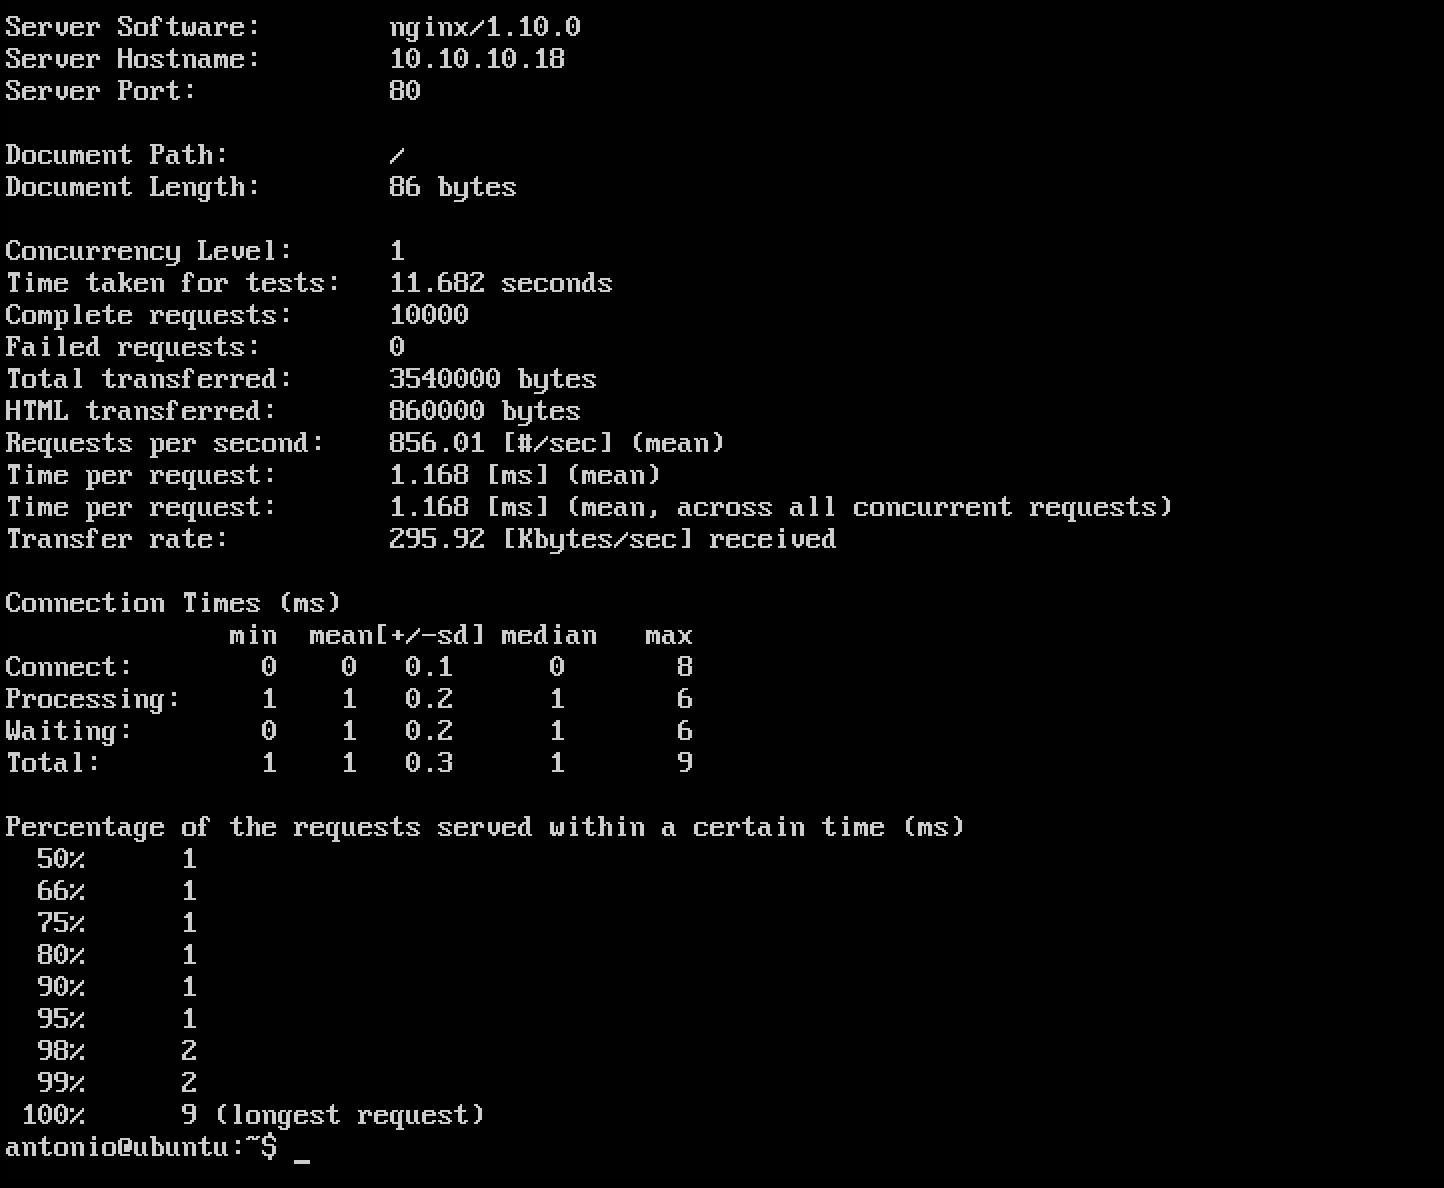 Server Software:        nginx/1.10.0
Server Hostname:        10.10.10.18
Server Port:            80

Document Path:          /
Document Length:        86 bytes

Concurrency Level:      1
Time taken for tests:   11.682 seconds
Complete requests:      10000
Failed requests:        0
Total transferred:      3540000 bytes
HTML transferred:       860000 bytes
Requests per second:    856.01 [#/sec] (mean)
Time per request:       1.168 [ms] (mean)
Time per request:       1.168 [ms] (mean, across all concurrent requests)
Transfer rate:          295.92 [Kbytes/sec] received

Connection Times (ms)
              min  mean[+/-sd] median   max
Connect:        0    0   0.1      0       8
Processing:     1    1   0.2      1       6
Waiting:        0    1   0.2      1       6
Total:          1    1   0.3      1       9

Percentage of the requests served within a certain time (ms)
  50%      1
  66%      1
  75%      1
  80%      1
  90%      1
  95%      1
  98%      2
  99%      2
 100%      9 (longest request)
antonio@ubuntu:~$ _